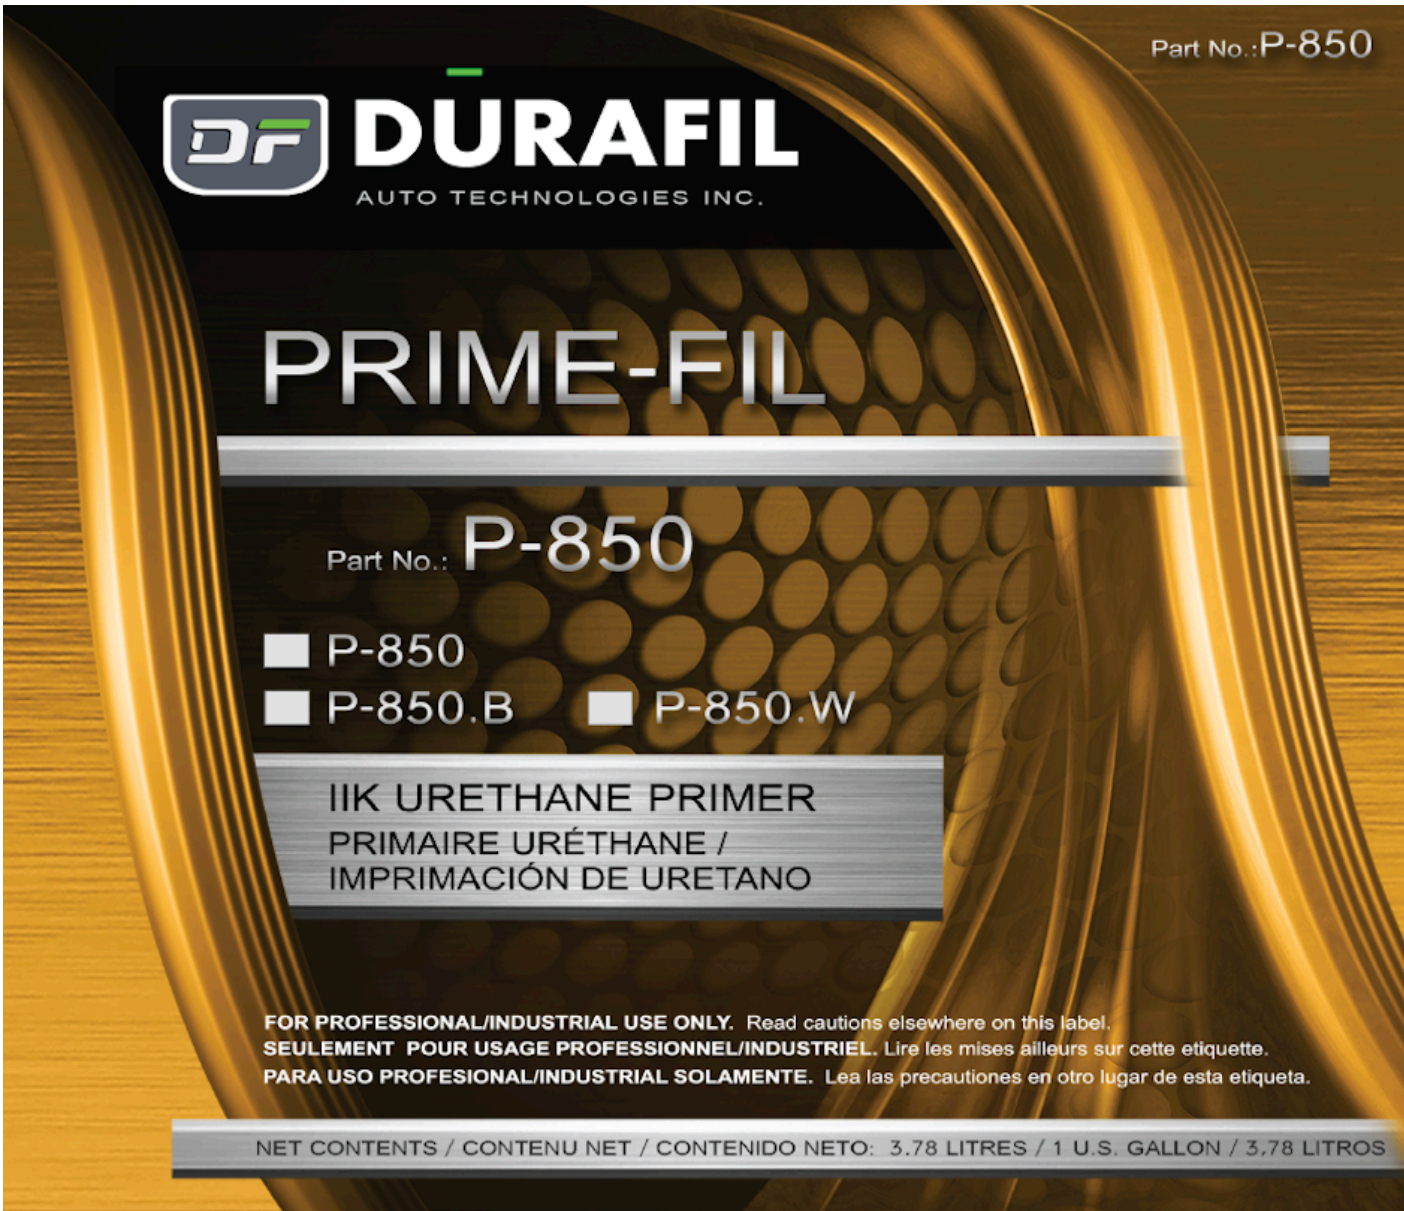 Part No.:P-850
DF DŪRAFIL
AUTO TECHNOLOGIES INC.
PRIME-FIL
Part No.: P-850
P-850
P-850.B P-850.W
IIK URETHANE PRIMER
PRIMAIRE URÉTHANE /
IMPRIMACIÓN DE URETANO
FOR PROFESSIONAL/INDUSTRIAL USE ONLY. Read cautions elsewhere on this label.
SEULEMENT POUR USAGE PROFESSIONNEL/INDUSTRIEL. Lire les mises ailleurs sur cette etiquette.
PARA USO PROFESIONAL/INDUSTRIAL SOLAMENTE. Lea las precautiones en otro lugar de esta etiqueta.
NET CONTENTS / CONTENU NET / CONTENIDO NETO: 3.78 LITRES / 1 U.S. GALLON / 3,78 LITROS